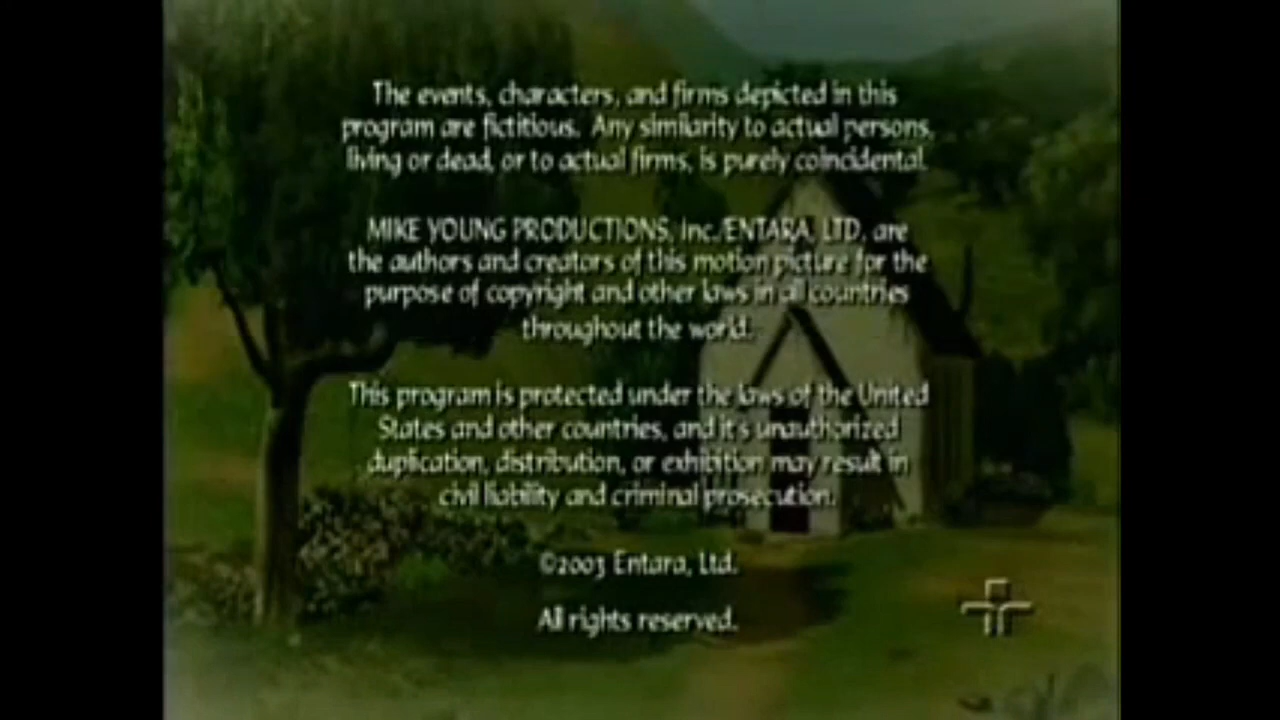 The events, characters, and firms depicted in this
program are fictitious. Any similarity to actual persons,
living or dead, or to actual firms, is purely coincidental.
MIKE YOUNG PRODUCTIONS, Inc./ENTARA, LTD, are
the authors and creators of this motion picture for the
purpose of copyright and other laws in all countries
throughout the world.
This program is protected under the laws of the United
States and other countries, and it's unauthorized
duplication, distribution, or exhibition may result in
civil liability and criminal prosecution.
©2003 Entara, Ltd.
All rights reserved.